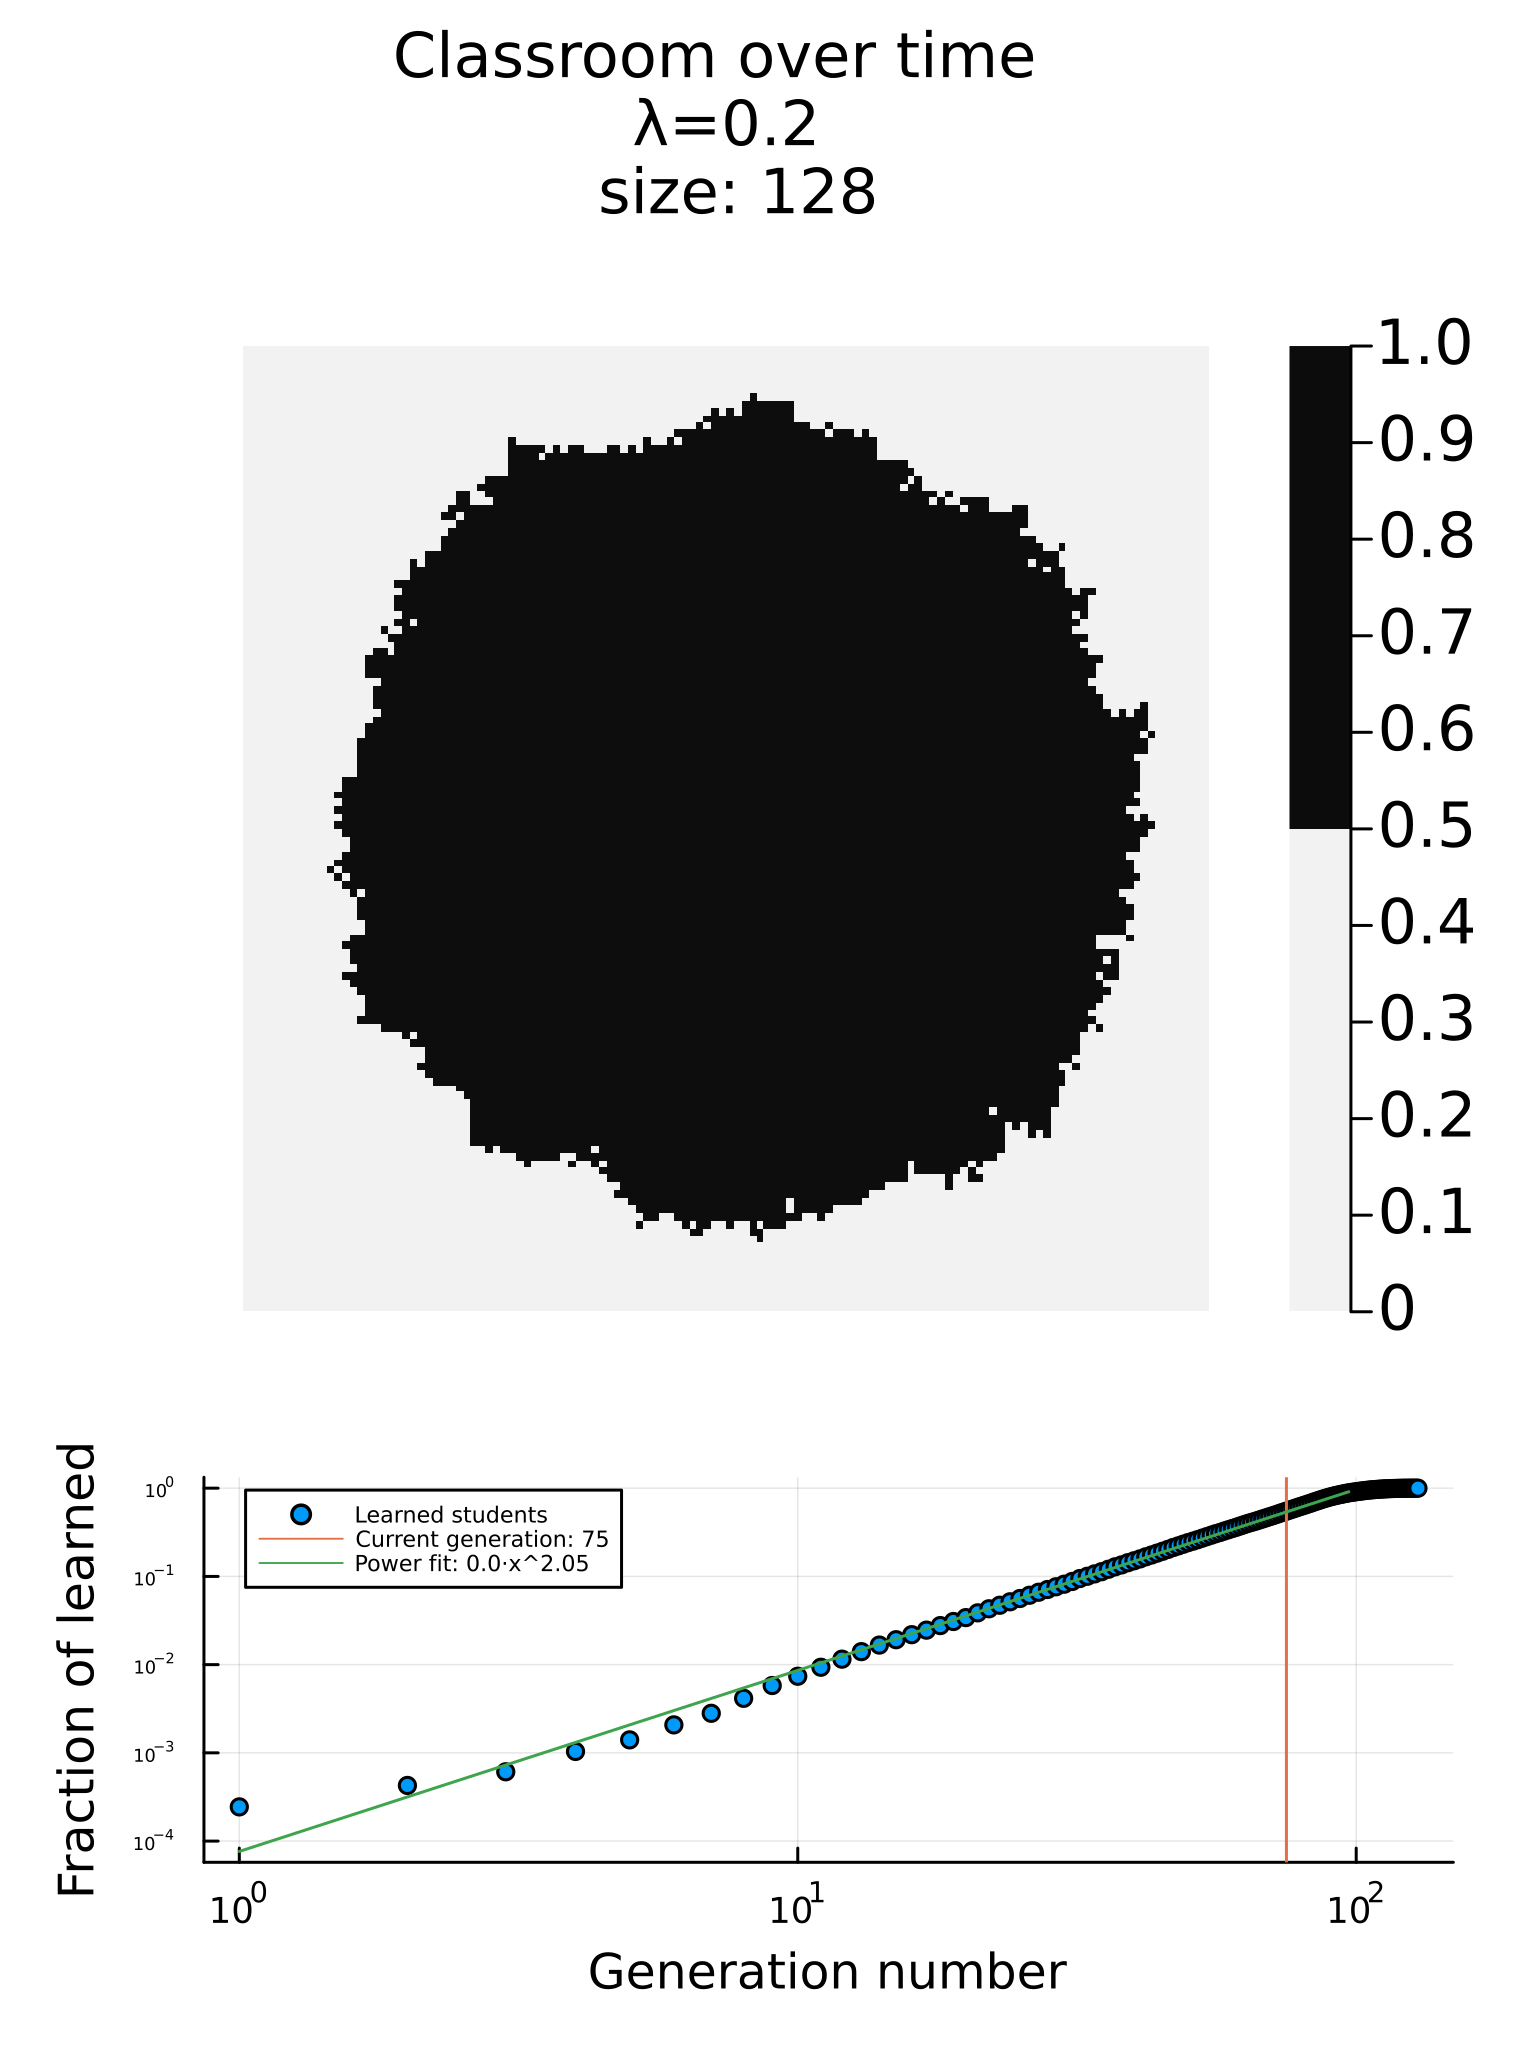 Classroom over time
λ=0.2
size: 128
1.0
0.9
0.8
0.7
0.6
0.5
0.4
0.3
0.2
0.1
0
Fraction of learned
10^0
10^−1
10^−2
10^−3
10^−4
Learned students
Current generation: 75
Power fit: 0.0·x^2.05
10^0 10^1 10^2
Generation number